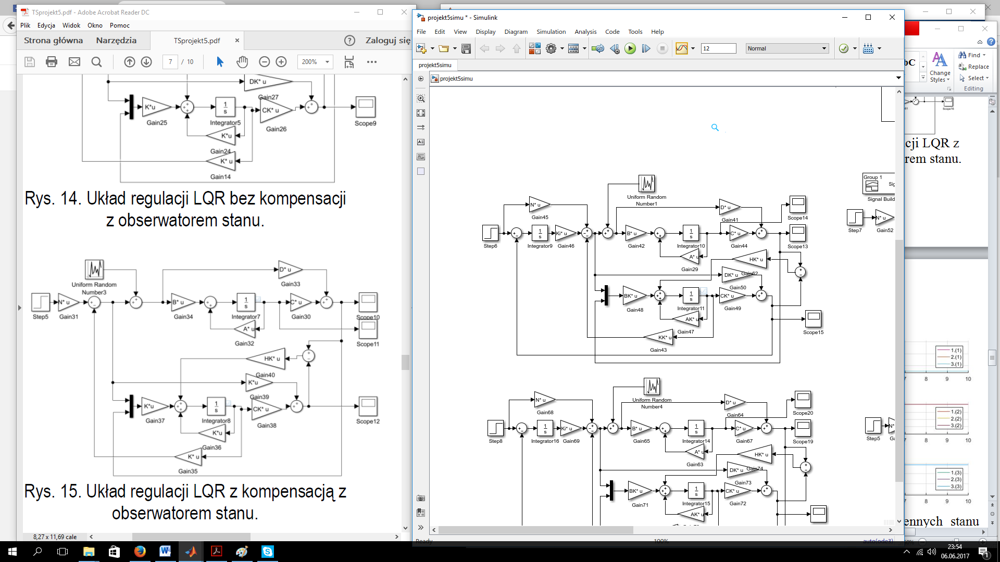 TSprojekt5.pdf - Adobe Acrobat Reader DC
Plik Edycja Widok Okno Pomoc
Strona główna Narzędzia TSprojekt5.pdf × Zaloguj się
7 / 10 200%
DK* u
Gain27
K*u
Gain25
1
s
Integrator5
CK* u
Gain26
Scope9
K*u
Gain24
K* u
Gain14
Rys. 14. Układ regulacji LQR bez kompensacji
z obserwatorem stanu.
Uniform Random
Number3
D* u
Gain33
Step5
N* u
Gain31
B* u
Gain34
1
s
Integrator7
C* u
Gain30
Scope10
A* u
Gain32
Scope11
HK* u
Gain40
K*u
Gain39
K*u
Gain37
1
s
Integrator8
CK* u
Gain38
Scope12
K*u
Gain36
K* u
Gain35
Rys. 15. Układ regulacji LQR z kompensacją z
obserwatorem stanu.
8,27 x 11,69 cale
projekt5simu * - Simulink
File Edit View Display Diagram Simulation Analysis Code Tools Help
12 Normal
projekt5simu
projekt5simu
Uniform Random
Number1
N* u
Gain45
D* u
Gain41
Scope14
Step6
1
s
Integrator9
Ki* u
Gain46
B* u
Gain42
1
s
Integrator10
C* u
Gain44
Scope13
A* u
Gain29
HK* u
Gain62
DK* u
Gain50
BK* u
Gain48
1
s
Integrator11
CK* u
Gain49
AK* u
Gain47
Scope15
KK* u
Gain43
Group 1
Signal Build
Step7
N* u
Gain52
Uniform Random
Number4
N* u
Gain68
D* u
Gain64
Scope20
Step8
1
s
Integrator16
Ki* u
Gain69
B* u
Gain65
1
s
Integrator14
C* u
Gain67
Scope19
A* u
Gain63
HK* u
Gain74
DK* u
Gain73
BK* u
Gain71
1
s
Integrator15
CK* u
Gain72
AK* u
Step5
N*
Ready 100% auto(ode3)
Find
Replace
Select
Change
Styles
Editing
Scope16
cji LQR z
rem stanu.
1.(1)
2.(1)
3.(1)
7 8 9 10
1.(2)
2.(2)
3.(2)
7 8 9 10
1.(3)
2.(3)
3.(3)
7 8 9 10
ennych stanu
23:54
06.06.2017
1